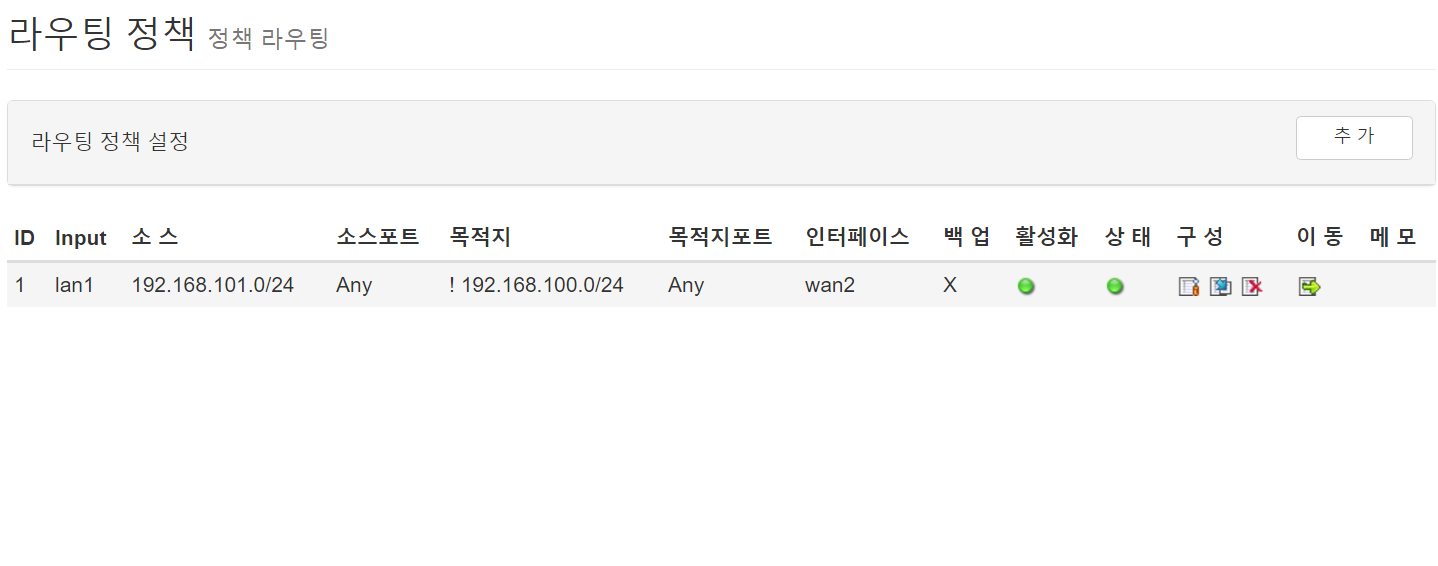 라우팅 정책 정책 라우팅
라우팅 정책 설정
추 가
ID Input 소 스 소스포트 목적지 목적지포트 인터페이스 백 업 활성화 상 태 구 성 이 동 메 모
1 lan1 192.168.101.0/24 Any ! 192.168.100.0/24 Any wan2 X